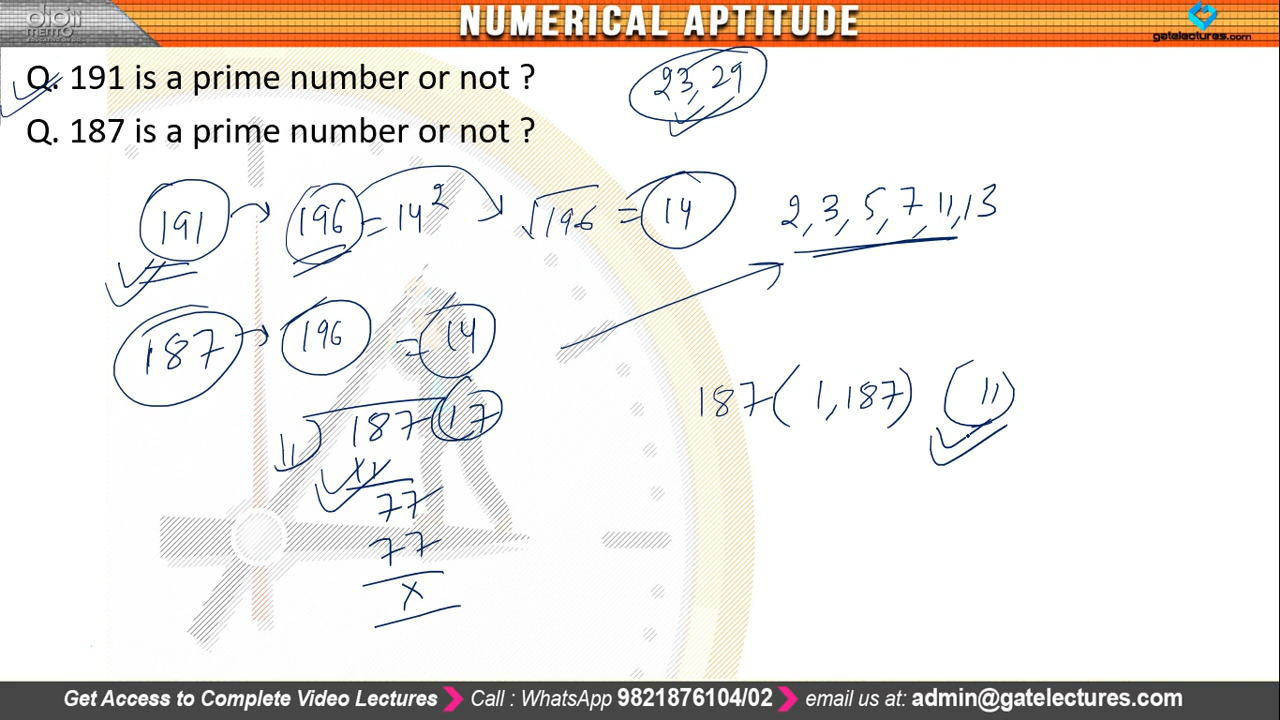 NUMERICAL APTITUDE
gatelectures.com
Q. 191 is a prime number or not ?
Q. 187 is a prime number or not ?
23, 29
191 → 196 = 14² √196 = 14 2, 3, 5, 7, 11, 13
187 → 196 = 14
187 ( 1, 187) (11)
11) 187 (17
11
77
77
x
Get Access to Complete Video Lectures Call : WhatsApp 9821876104/02 email us at: admin@gatelectures.com